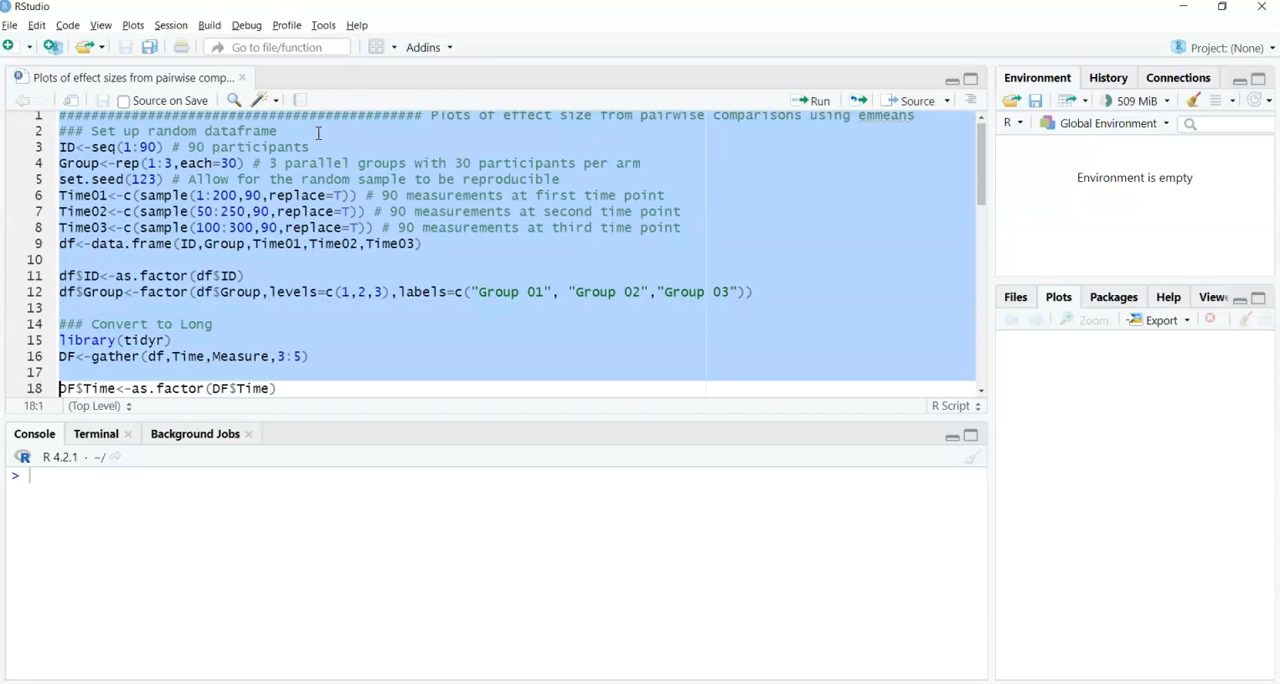 RStudio
File Edit Code View Plots Session Build Debug Profile Tools Help
Go to file/function Addins Project: (None)
Plots of effect sizes from pairwise comp...
Source on Save Run Source
1 ############################################# Plots of effect size from pairwise comparisons using emmeans
2 ### Set up random dataframe
3 ID<-seq(1:90) # 90 participants
4 Group<-rep(1:3,each=30) # 3 parallel groups with 30 participants per arm
5 set.seed(123) # Allow for the random sample to be reproducible
6 Time01<-c(sample(1:200,90,replace=T)) # 90 measurements at first time point
7 Time02<-c(sample(50:250,90,replace=T)) # 90 measurements at second time point
8 Time03<-c(sample(100:300,90,replace=T)) # 90 measurements at third time point
9 df<-data.frame(ID,Group,Time01,Time02,Time03)
10
11 df$ID<-as.factor(df$ID)
12 df$Group<-factor(df$Group,levels=c(1,2,3),labels=c("Group 01", "Group 02","Group 03"))
13
14 ### Convert to Long
15 library(tidyr)
16 DF<-gather(df,Time,Measure,3:5)
17
18 DF$Time<-as.factor(DF$Time)
18:1 (Top Level) R Script
Console Terminal Background Jobs
R 4.2.1 · ~/
>
Environment History Connections
509 MiB
R Global Environment
Environment is empty
Files Plots Packages Help View
Zoom Export